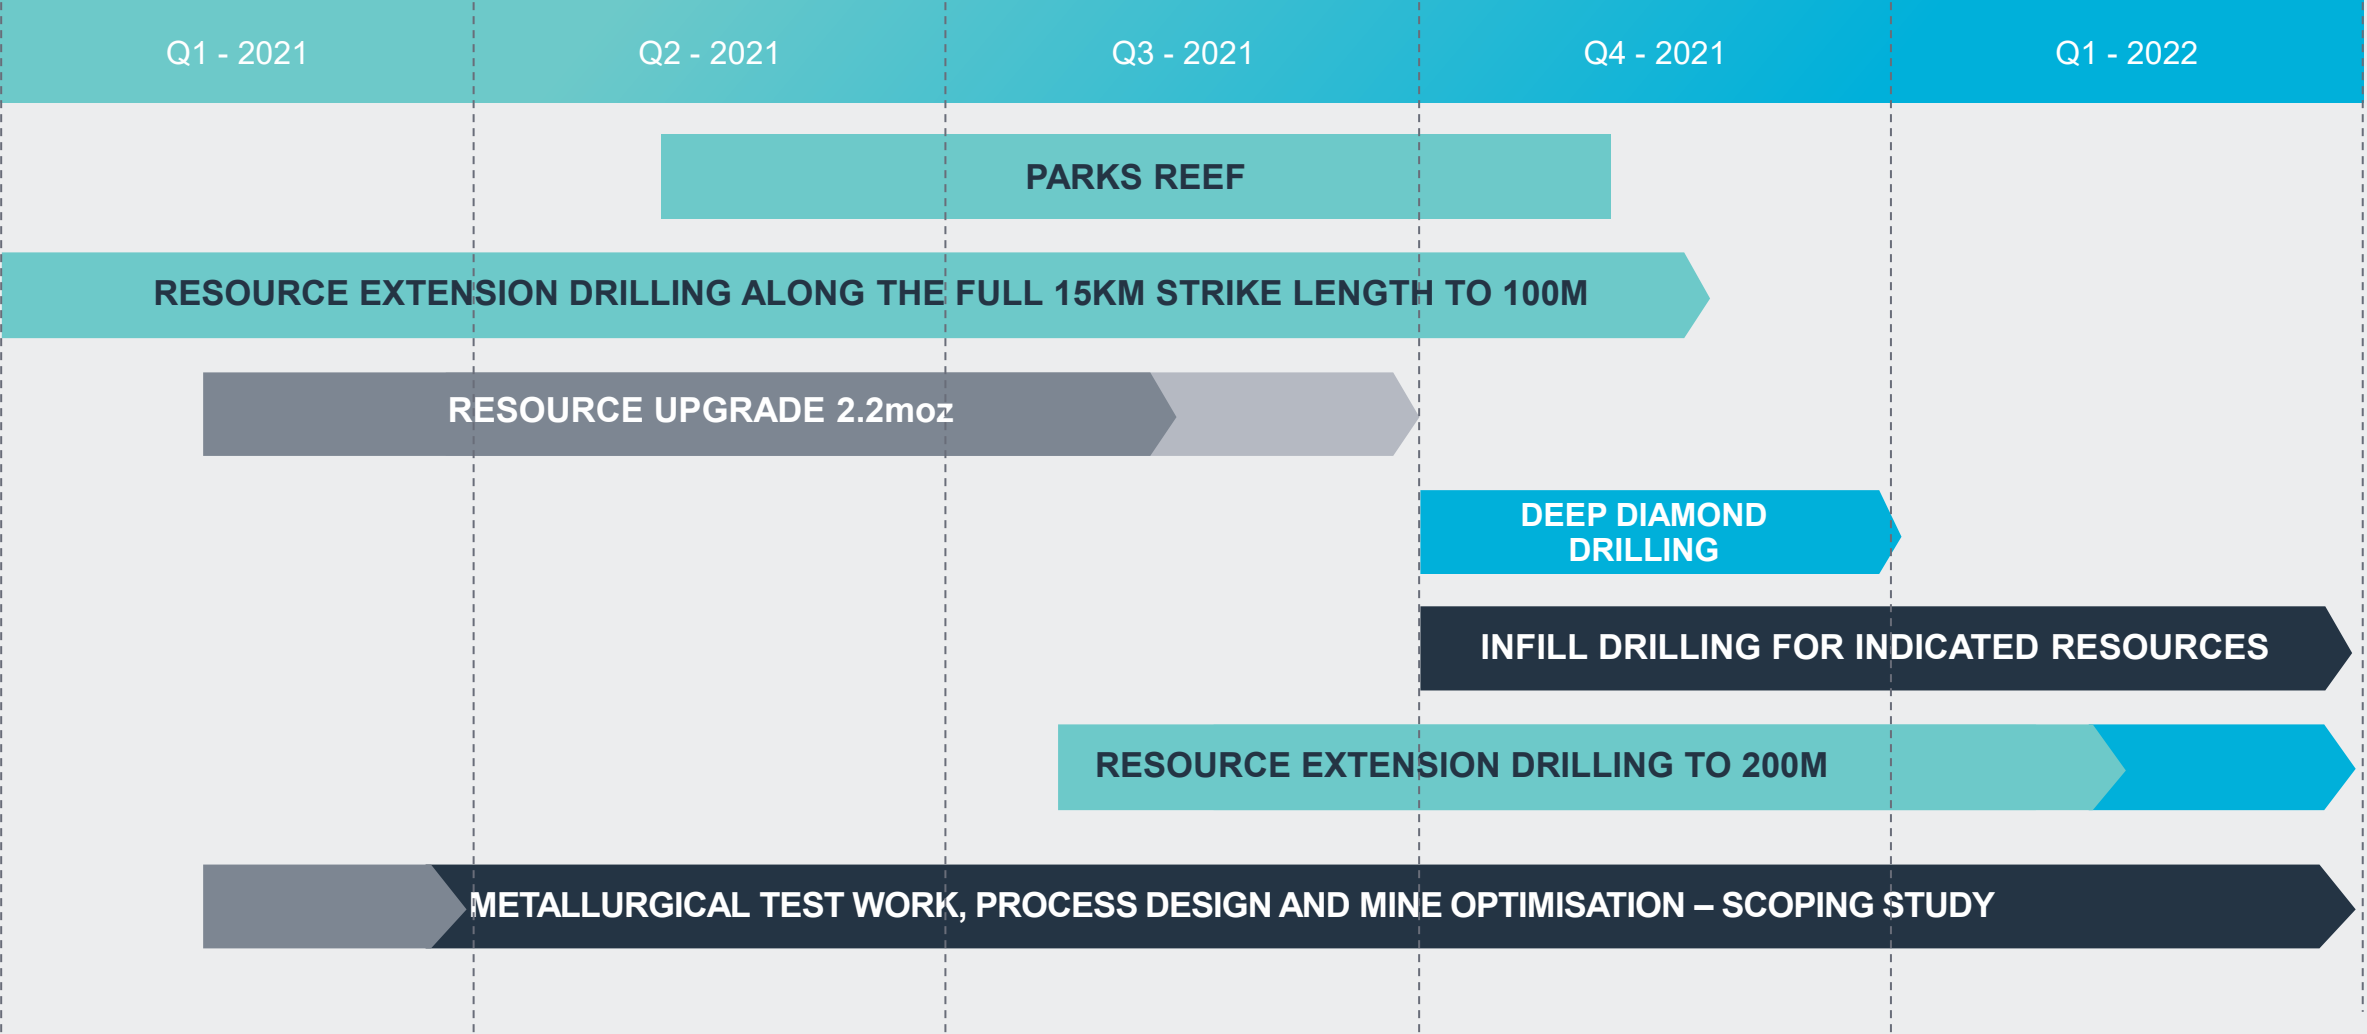 Q1 - 2021
Q2 - 2021
Q3 - 2021
Q4 - 2021
Q1 - 2022
PARKS REEF
RESOURCE EXTENSION DRILLING ALONG THE FULL 15KM STRIKE LENGTH TO 100M
RESOURCE UPGRADE 2.2moz
DEEP DIAMOND
DRILLING
INFILL DRILLING FOR INDICATED RESOURCES
RESOURCE EXTENSION DRILLING TO 200M
METALLURGICAL TEST WORK, PROCESS DESIGN AND MINE OPTIMISATION – SCOPING STUDY